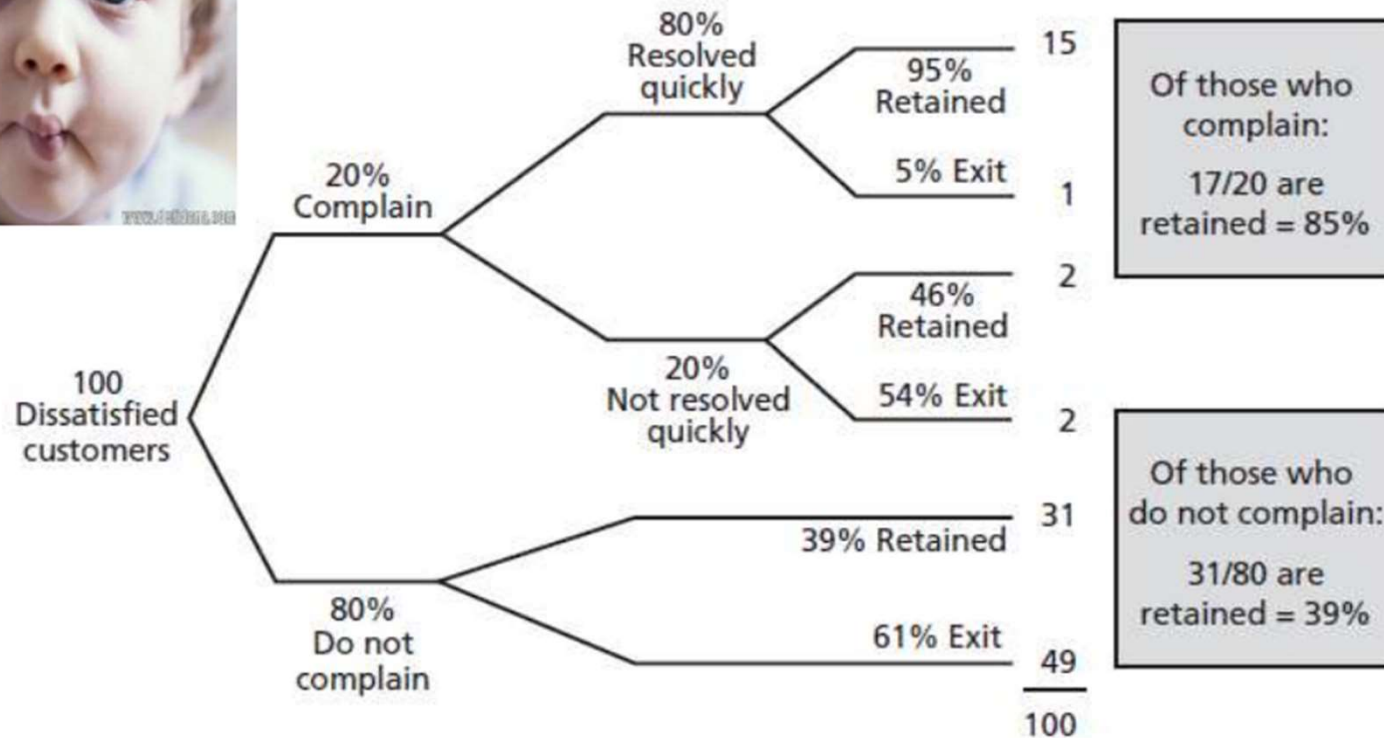 80%
Resolved
quickly
15
95%
Retained
5% Exit
1
20%
Complain
2
46%
Retained
20%
Not resolved
quickly
54% Exit
2
100
Dissatisfied
customers
31
39% Retained
80%
Do not
complain
61% Exit
49
100
Of those who
complain:
17/20 are
retained = 85%
Of those who
do not complain:
31/80 are
retained = 39%